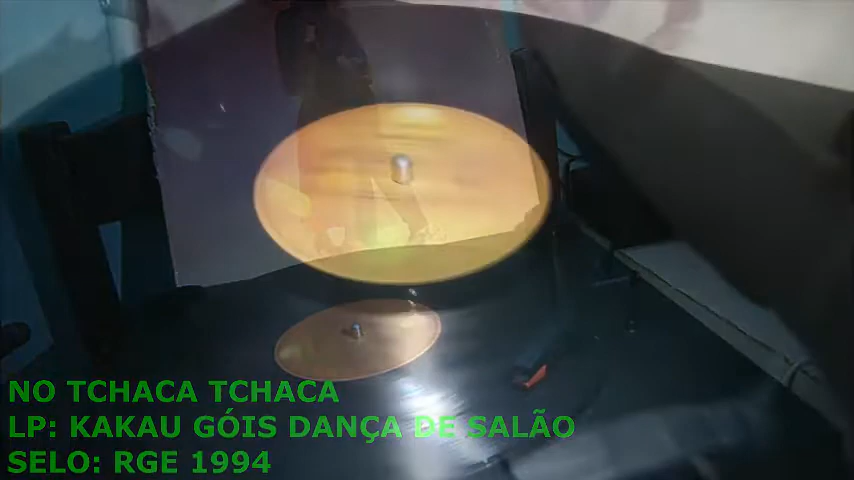 NO TCHACA TCHACA
LP: KAKAU GÓIS DANÇA DE SALÃO
SELO: RGE 1994